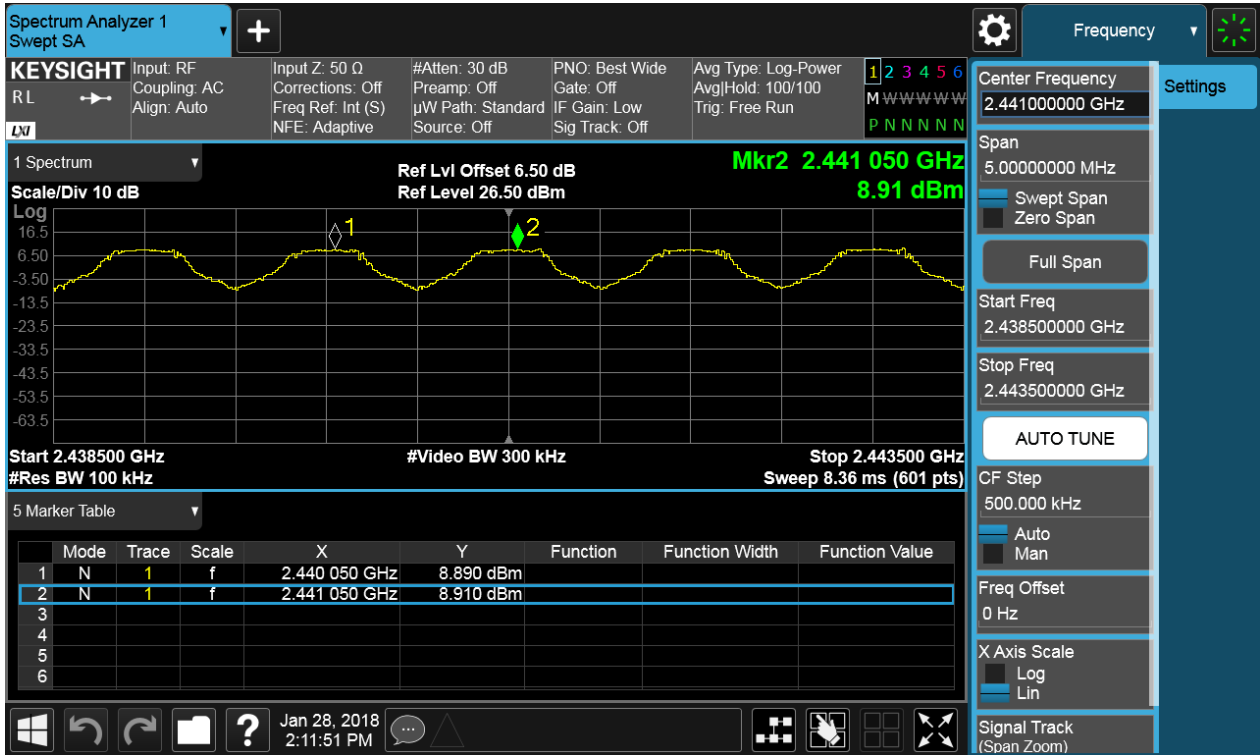 Spectrum Analyzer 1
Swept SA
Frequency
KEYSIGHT
RL
LXI
Input: RF
Coupling: AC
Align: Auto
Input Z: 50 Ω
Corrections: Off
Freq Ref: Int (S)
NFE: Adaptive
#Atten: 30 dB
Preamp: Off
µW Path: Standard
Source: Off
PNO: Best Wide
Gate: Off
IF Gain: Low
Sig Track: Off
Avg Type: Log-Power
Avg|Hold: 100/100
Trig: Free Run
1 2 3 4 5 6
M W W W W W
P N N N N N
1 Spectrum
Scale/Div 10 dB
Ref Lvl Offset 6.50 dB
Ref Level 26.50 dBm
Mkr2 2.441 050 GHz
8.91 dBm
Log
16.5
6.50
-3.50
-13.5
-23.5
-33.5
-43.5
-53.5
-63.5
1
2
Start 2.438500 GHz
#Res BW 100 kHz
#Video BW 300 kHz
Stop 2.443500 GHz
Sweep 8.36 ms (601 pts)
5 Marker Table
Mode Trace Scale X Y Function Function Width Function Value
1 N 1 f 2.440 050 GHz 8.890 dBm
2 N 1 f 2.441 050 GHz 8.910 dBm
3
4
5
6
Jan 28, 2018
2:11:51 PM
?
Center Frequency
2.441000000 GHz
Settings
Span
5.00000000 MHz
Swept Span
Zero Span
Full Span
Start Freq
2.438500000 GHz
Stop Freq
2.443500000 GHz
AUTO TUNE
CF Step
500.000 kHz
Auto
Man
Freq Offset
0 Hz
X Axis Scale
Log
Lin
Signal Track
(Span Zoom)